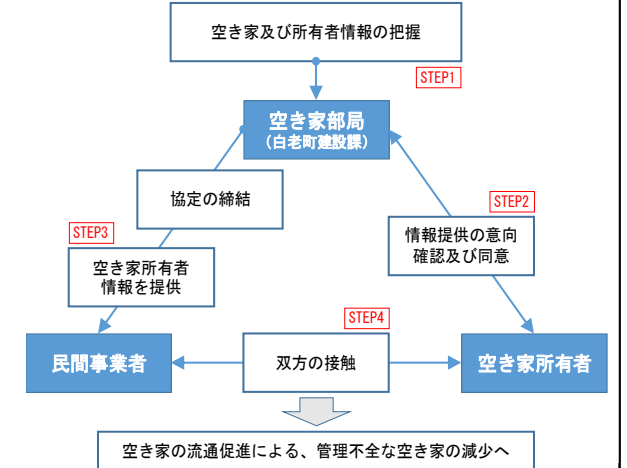 空き家及び所有者情報の把握
STEP1
空き家部局
(白老町建設課)
協定の締結
STEP2
STEP3
情報提供の意向
確認及び同意
空き家所有者
情報を提供
STEP4
民間事業者
双方の接触
空き家所有者
空き家の流通促進による、管理不全な空き家の減少へ